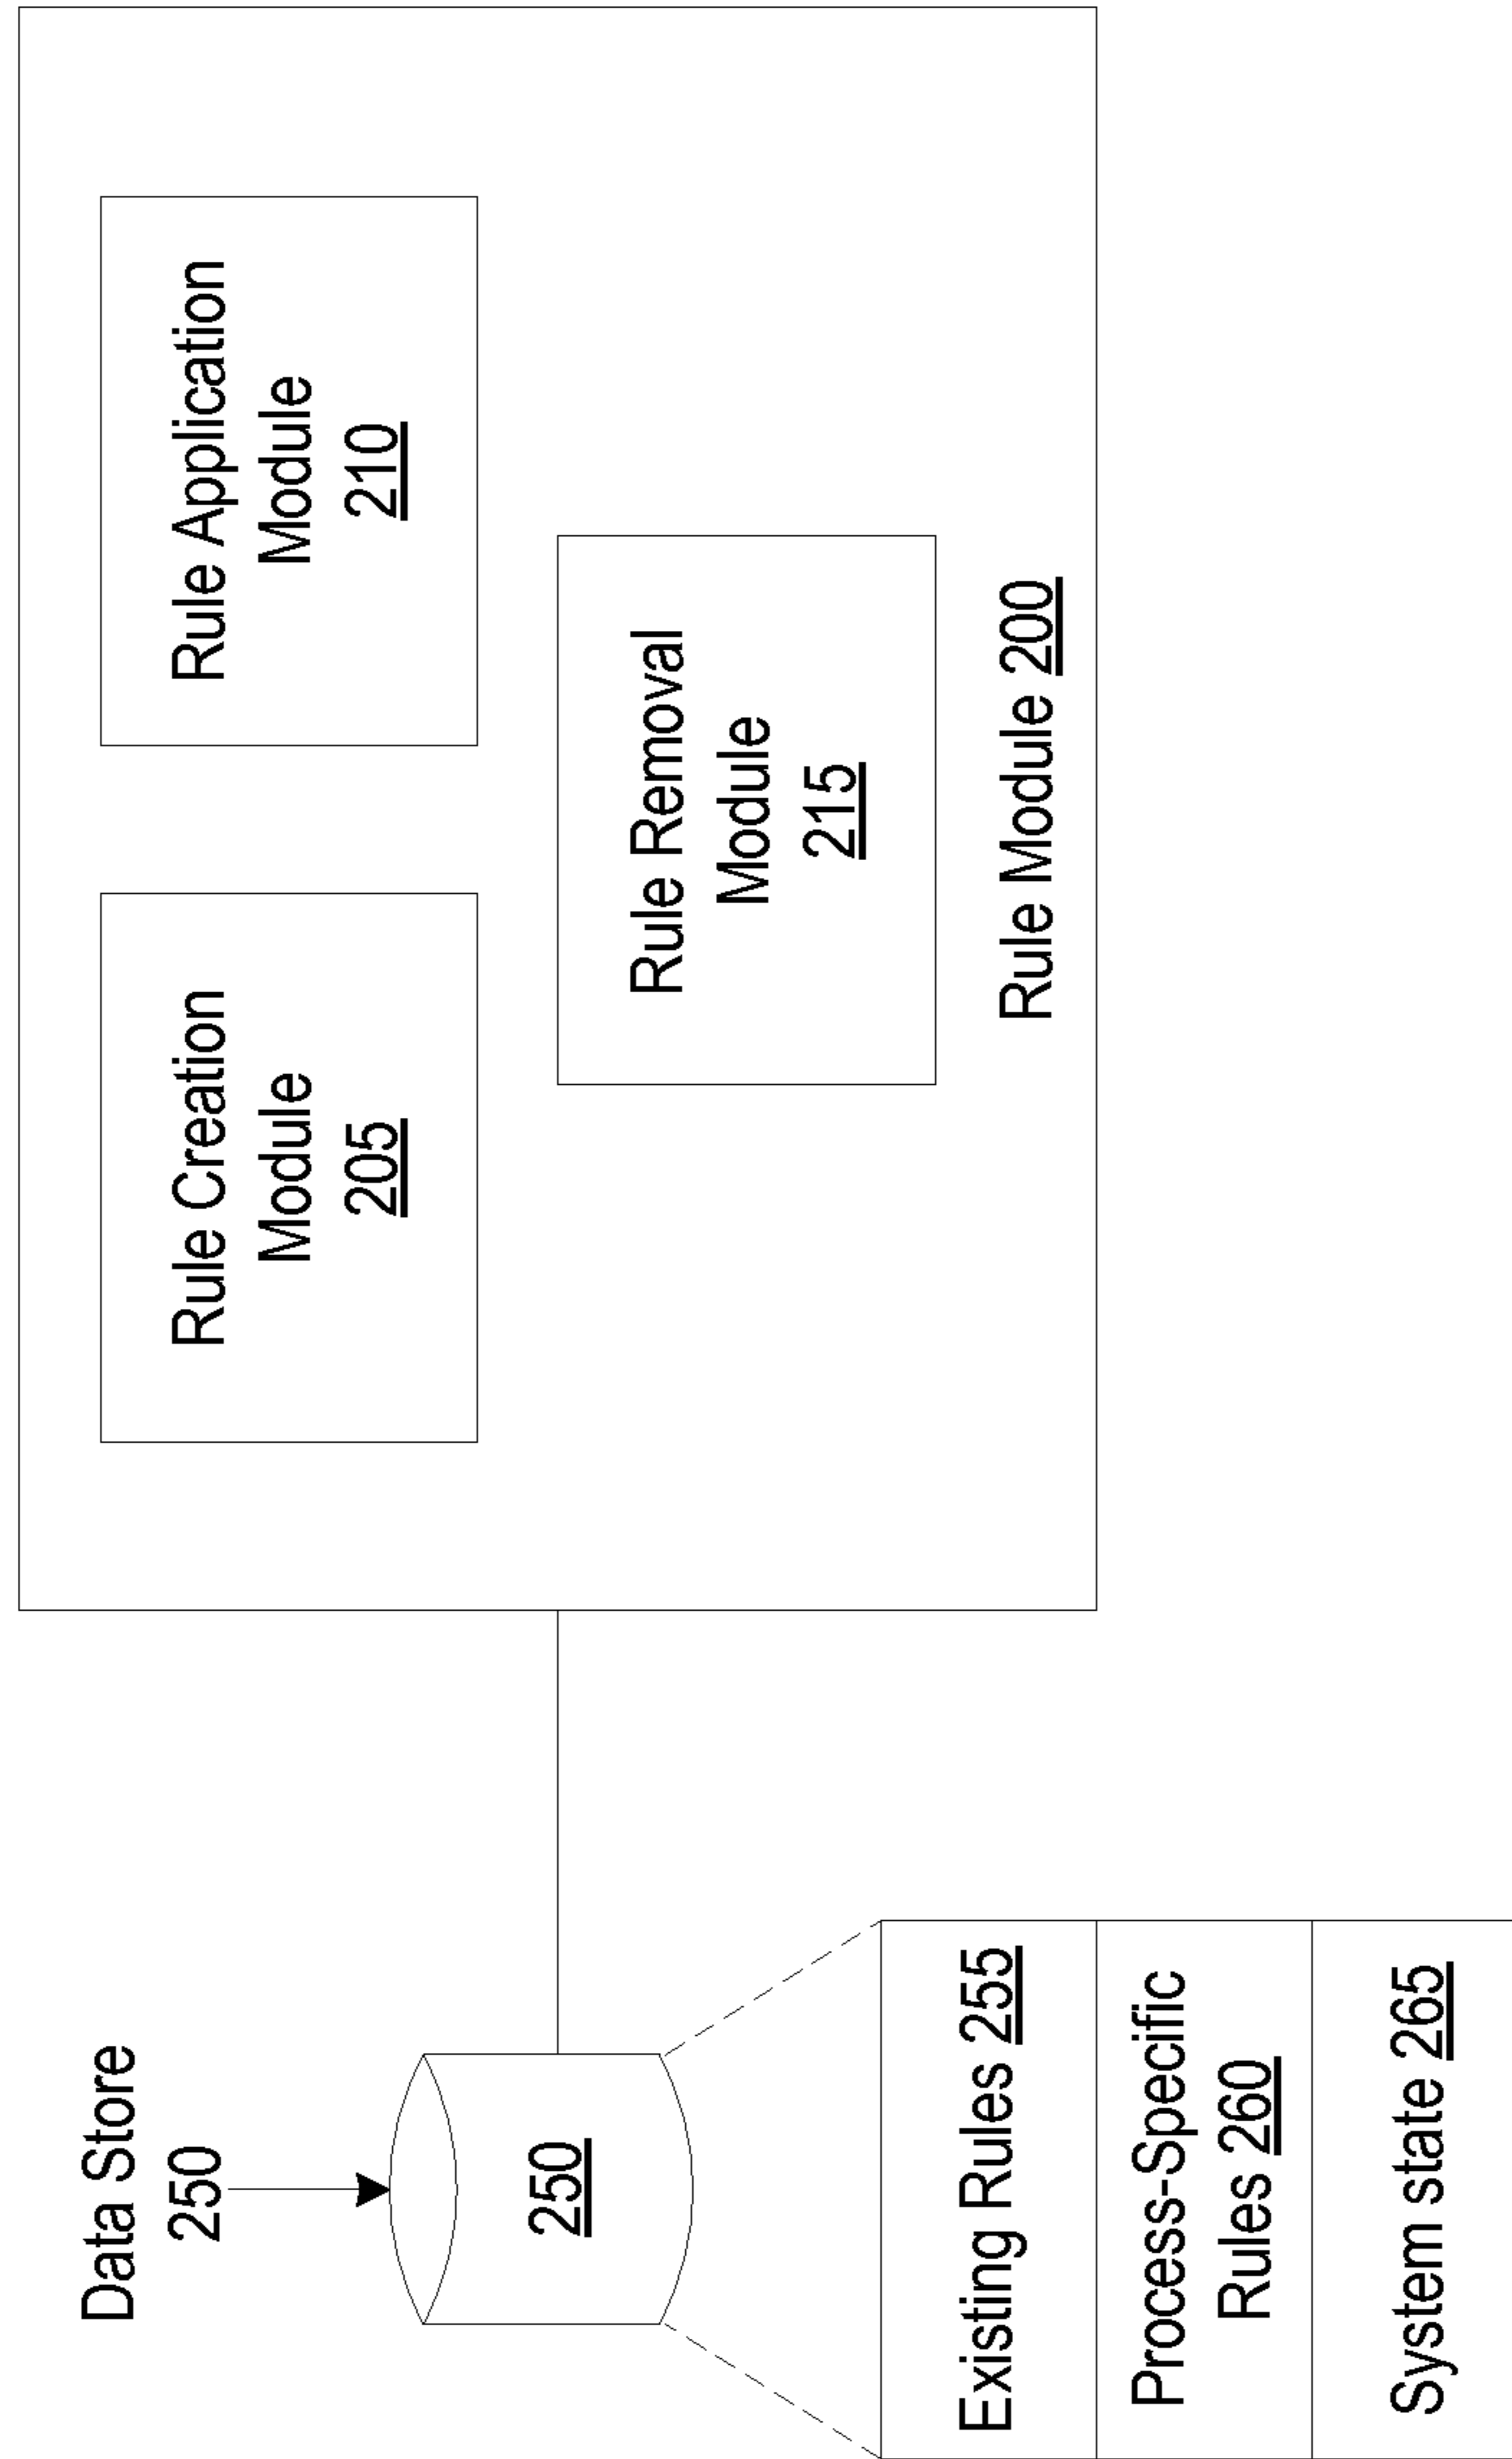 Data Store
250
250
Existing Rules 255
Process-Specific
Rules 260
System state 265
Rule Creation
Module
205
Rule Application
Module
210
Rule Removal
Module
215
Rule Module 200